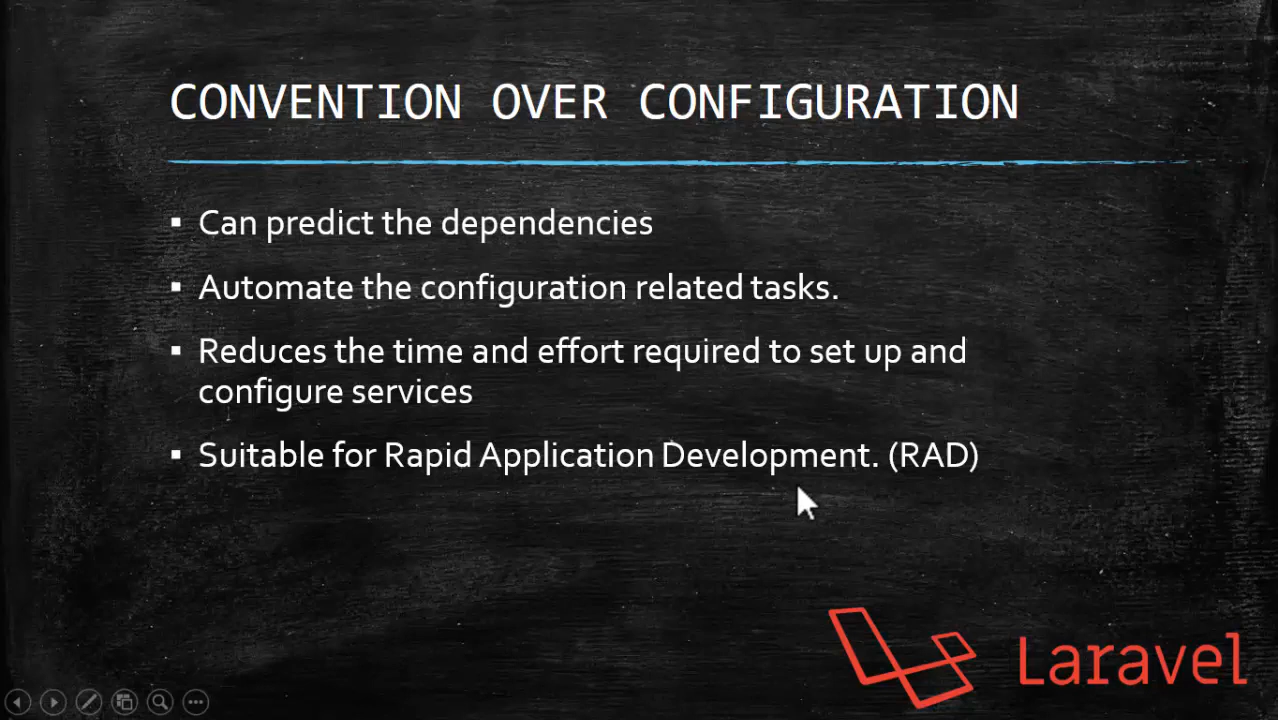 CONVENTION OVER CONFIGURATION
▪ Can predict the dependencies
▪ Automate the configuration related tasks.
▪ Reduces the time and effort required to set up and
configure services
▪ Suitable for Rapid Application Development. (RAD)
Laravel